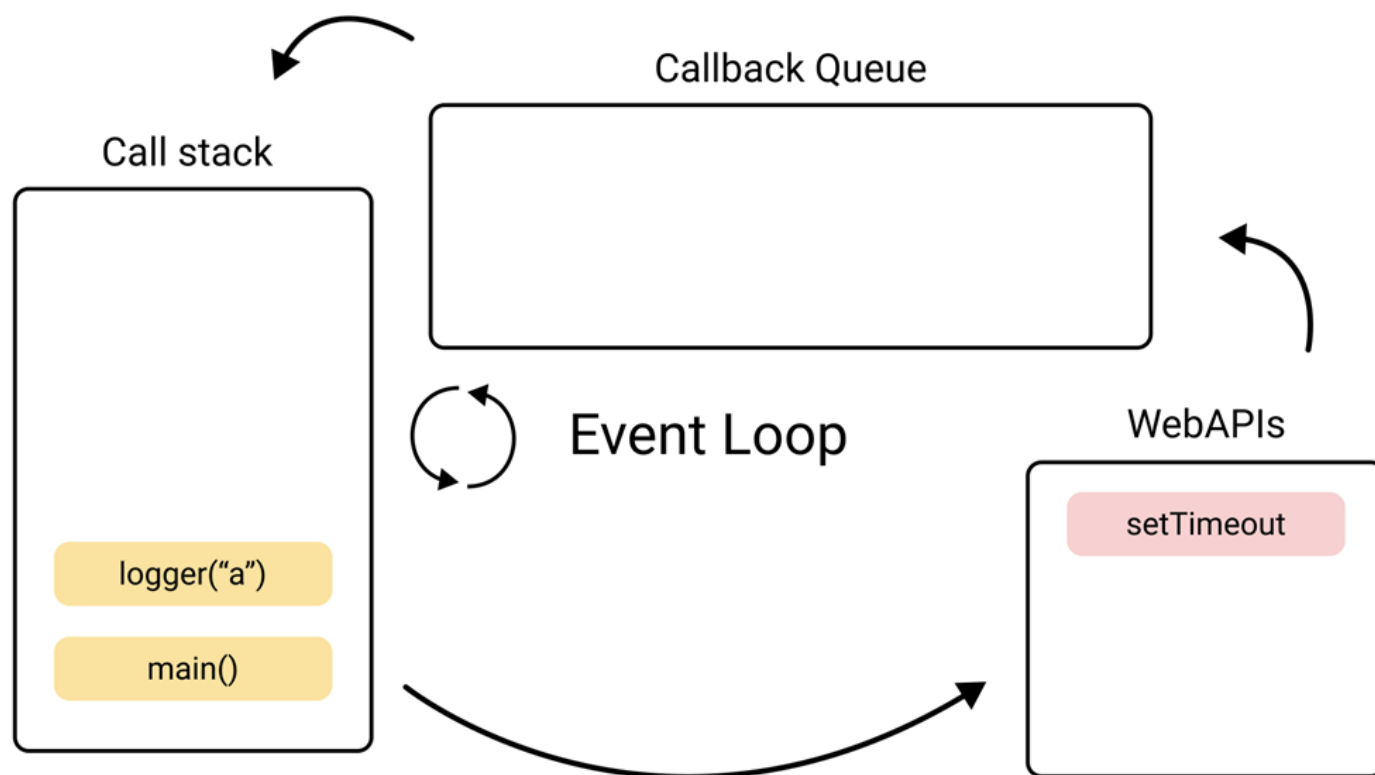 Callback Queue
Call stack
Event Loop
WebAPIs
setTimeout
logger(“a”)
main()